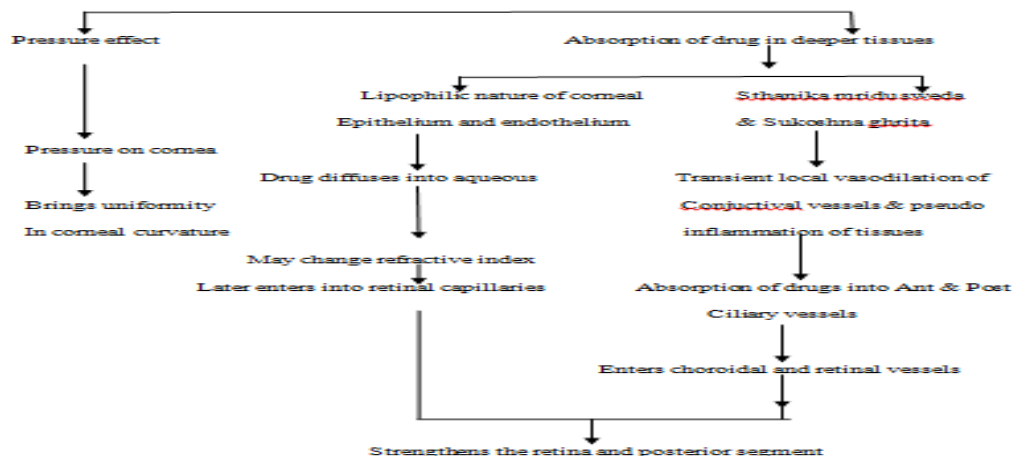 Pressure effect
Absorption of drug in deeper tissues
Lipophilic nature of corneal
Epithelium and endothelium
Sthanika mridu sweda
& Sukoshna ghrita
Pressure on cornea
Drug diffuses into aqueous
Transient local vasodilation of
Conjuctival vessels & pseudo
inflammation of tissues
Brings uniformity
In corneal curvature
May change refractive index
Later enters into retinal capillaries
Absorption of drugs into Ant & Post
Ciliary vessels
Enters choroidal and retinal vessels
Strengthens the retina and posterior segment